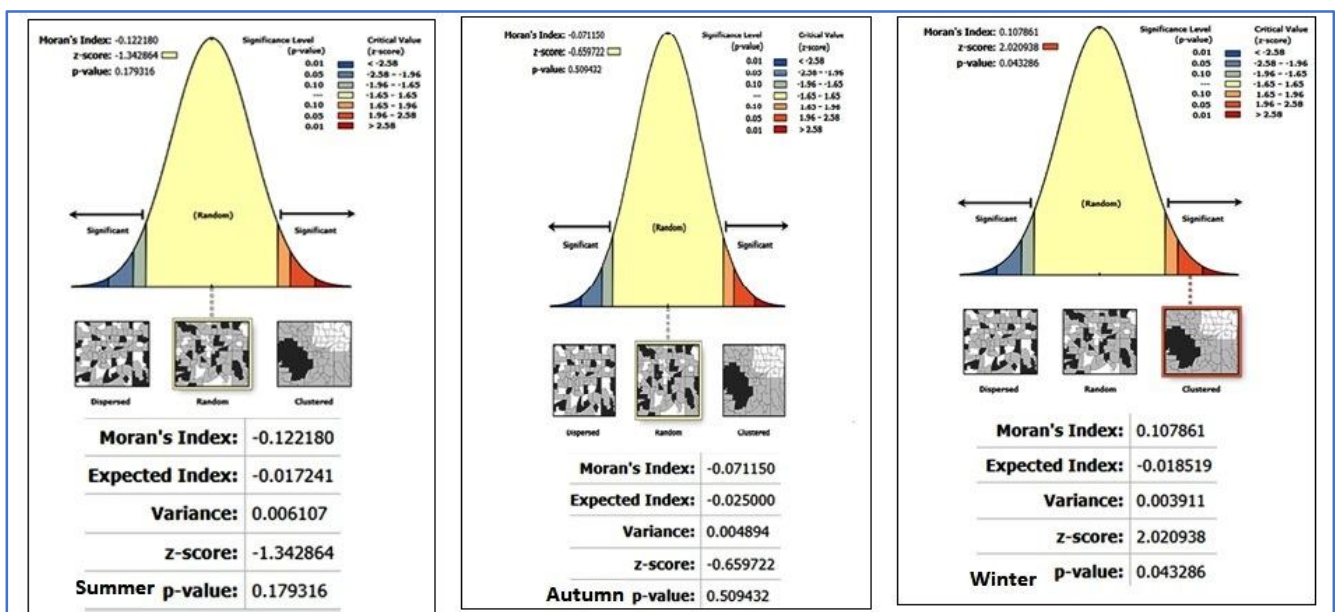 Moran's Index: -0.122180
z-score: -1.342864
p-value: 0.179316
Significance Level
(p-value)
Critical Value
(z-score)
0.01 < -2.58
0.05 -2.58 - -1.96
0.10 -1.96 - -1.65
--- -1.65 - 1.65
0.10 1.65 - 1.96
0.05 1.96 - 2.58
0.01 > 2.58
(Random)
Significant Significant
Dispersed Random Clustered
Moran's Index: -0.122180
Expected Index: -0.017241
Variance: 0.006107
z-score: -1.342864
Summer p-value: 0.179316
Moran's Index: -0.071150
z-score: -0.659722
p-value: 0.509432
Significance Level
(p-value)
Critical Value
(z-score)
0.01 < -2.58
0.05 -2.58 - -1.96
0.10 -1.96 - -1.65
--- -1.65 - 1.65
0.10 1.65 - 1.96
0.05 1.96 - 2.58
0.01 > 2.58
(Random)
Significant Significant
Dispersed Random Clustered
Moran's Index: -0.071150
Expected Index: -0.025000
Variance: 0.004894
z-score: -0.659722
Autumn p-value: 0.509432
Moran's Index: 0.107861
z-score: 2.020938
p-value: 0.043286
Significance Level
(p-value)
Critical Value
(z-score)
0.01 < -2.58
0.05 -2.58 - -1.96
0.10 -1.96 - -1.65
--- -1.65 - 1.65
0.10 1.65 - 1.96
0.05 1.96 - 2.58
0.01 > 2.58
(Random)
Significant Significant
Dispersed Random Clustered
Moran's Index: 0.107861
Expected Index: -0.018519
Variance: 0.003911
z-score: 2.020938
Winter p-value: 0.043286